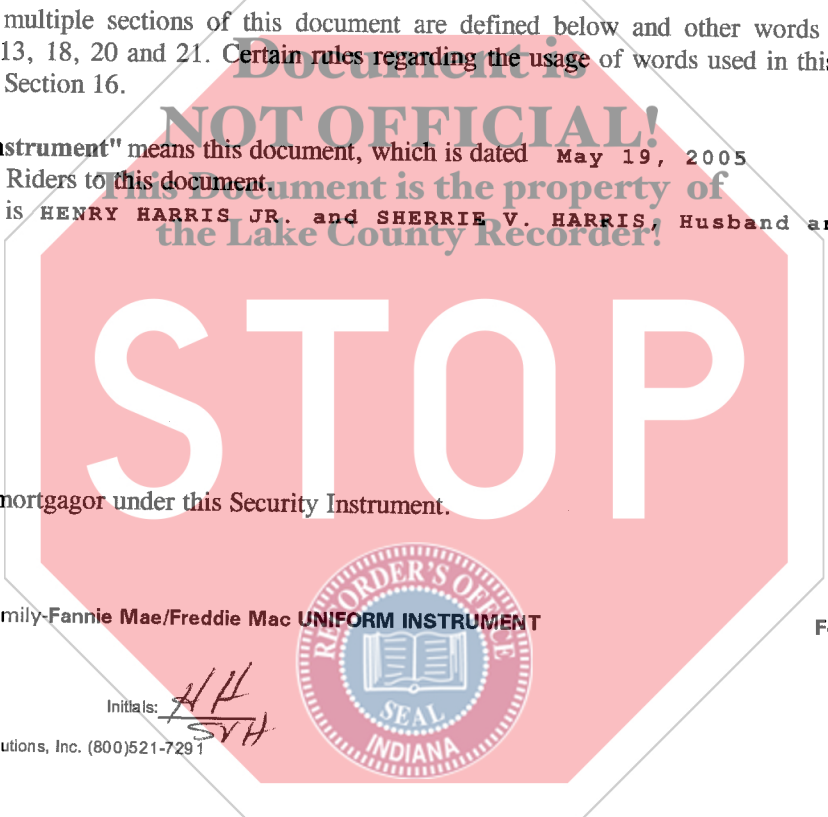 multiple sections of this document are defined below and other words
13, 18, 20 and 21. Certain rules regarding the usage of words used in this
Section 16.
Document is
NOT OFFICIAL!
This Document is the property of
the Lake County Recorder!
strument" means this document, which is dated May 19, 2005
Riders to this document.
is HENRY HARRIS JR. and SHERRIE V. HARRIS, Husband an
STOP
mortgagor under this Security Instrument.
mily-Fannie Mae/Freddie Mac UNIFORM INSTRUMENT
RECORDER'S OFFICE
SEAL
INDIANA
Initials: HH
SVH
utions, Inc. (800)521-7291